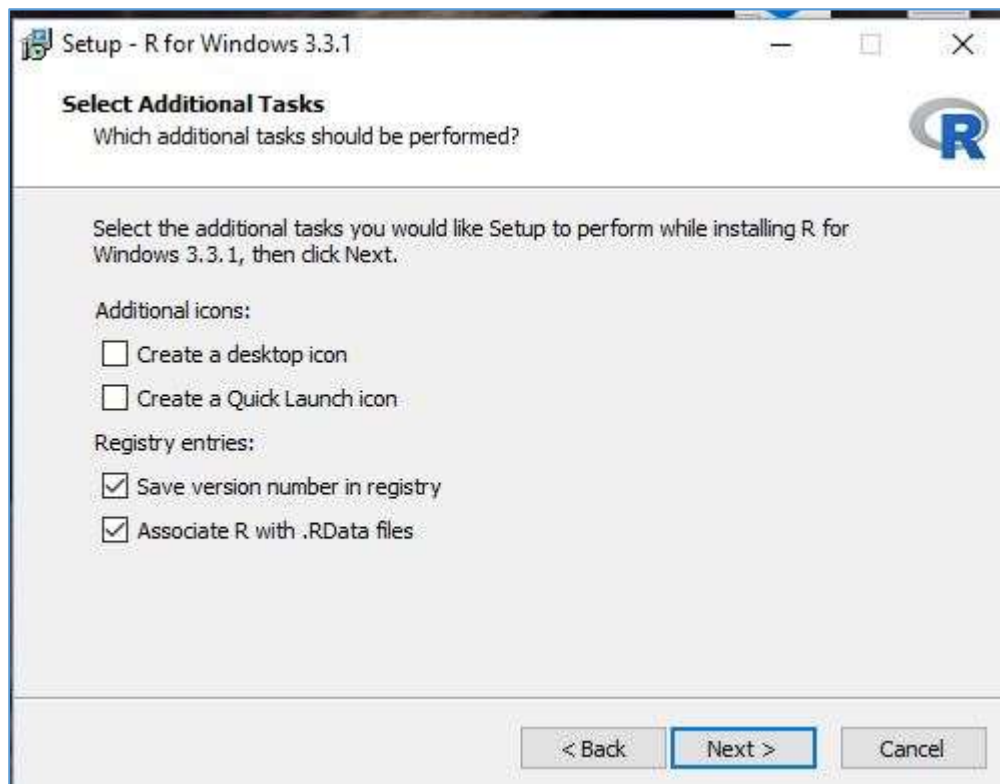 Setup - R for Windows 3.3.1
Select Additional Tasks
Which additional tasks should be performed?
R
Select the additional tasks you would like Setup to perform while installing R for
Windows 3.3.1, then click Next.
Additional icons:
Create a desktop icon
Create a Quick Launch icon
Registry entries:
Save version number in registry
Associate R with .RData files
< Back Next > Cancel